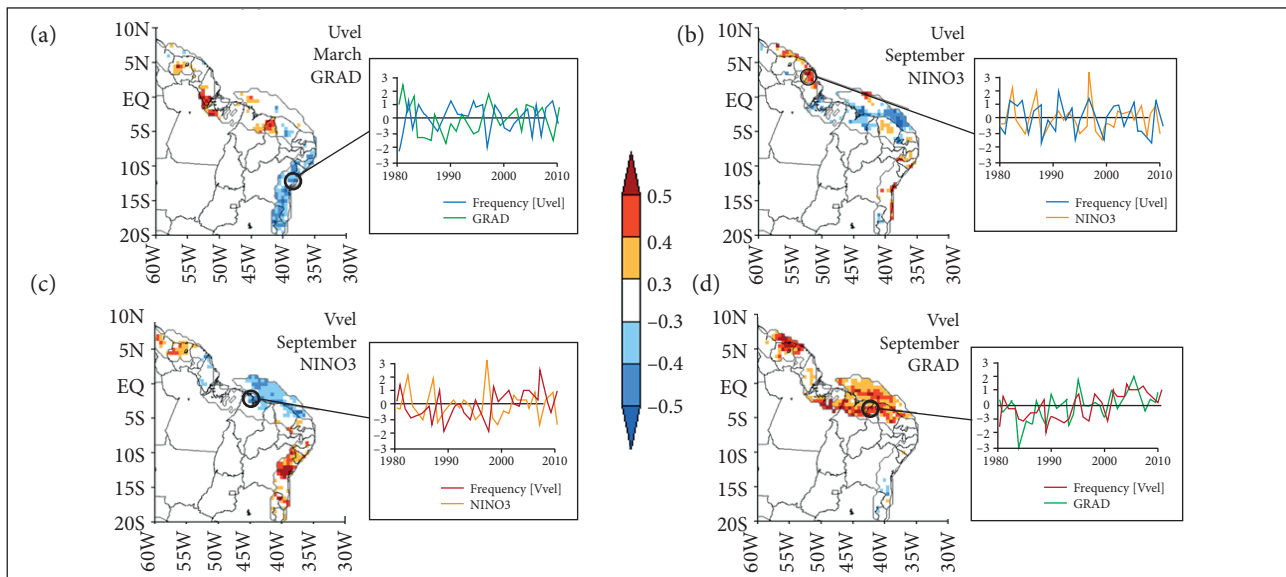 (a)
Uvel
March
GRAD
10N
5N
EQ
5S
10S
15S
20S
60W
55W
50W
45W
40W
35W
30W
3
2
1
0
−1
−2
3
1980
1990
2000
2010
Frequency [Uvel]
GRAD
(b)
Uvel
September
NINO3
10N
5N
EQ
5S
10S
15S
20S
60W
55W
50W
45W
40W
35W
30W
3
2
1
0
−1
−2
−3
1980
1990
2000
2010
Frequency [Uvel]
NINO3
0.5
0.4
0.3
−0.3
−0.4
−0.5
(c)
Vvel
September
NINO3
10N
5N
EQ
5S
10S
15S
20S
60W
55W
50W
45W
40W
35W
30W
3
2
1
0
−1
−2
−3
1980
1990
2000
2010
Frequency [Vvel]
NINO3
(d)
Vvel
September
GRAD
10N
5N
EQ
5S
10S
15S
20S
60W
55W
50W
45W
40W
35W
30W
3
2
1
0
−1
−2
−3
1980
1990
2000
2010
Frequency [Vvel]
GRAD